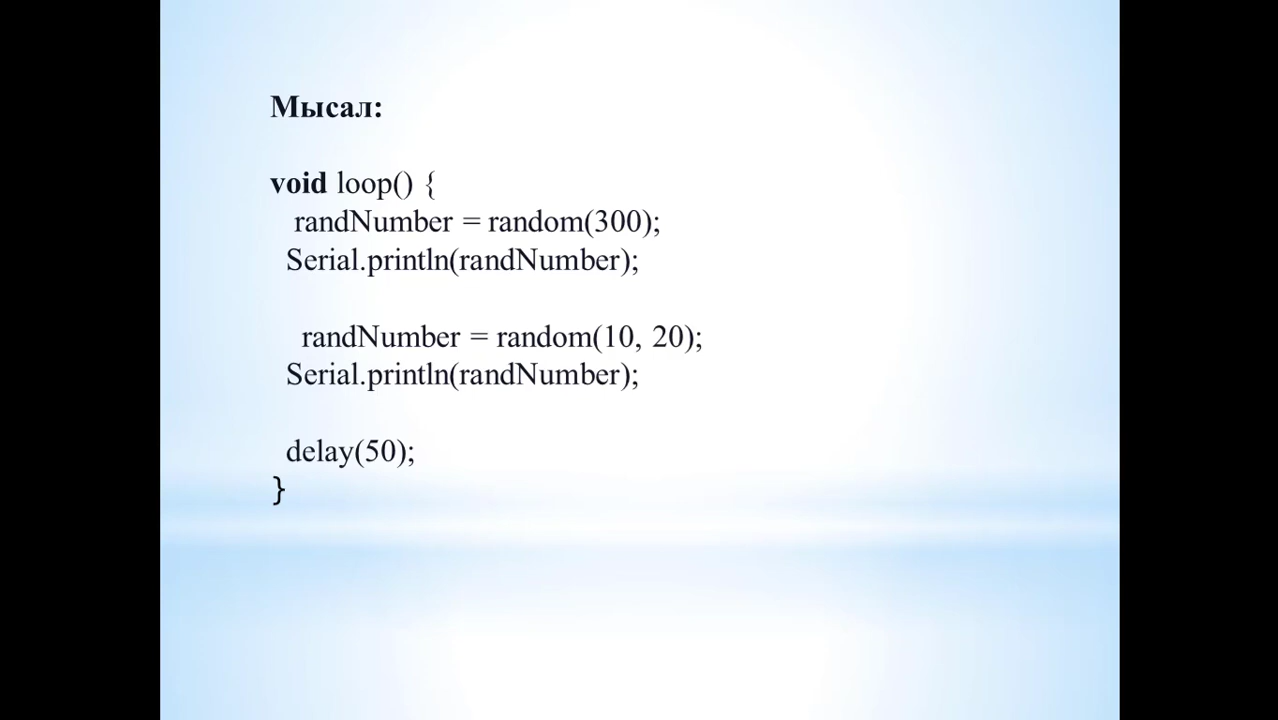 Мысал:
void loop() {
randNumber = random(300);
Serial.println(randNumber);
randNumber = random(10, 20);
Serial.println(randNumber);
delay(50);
}